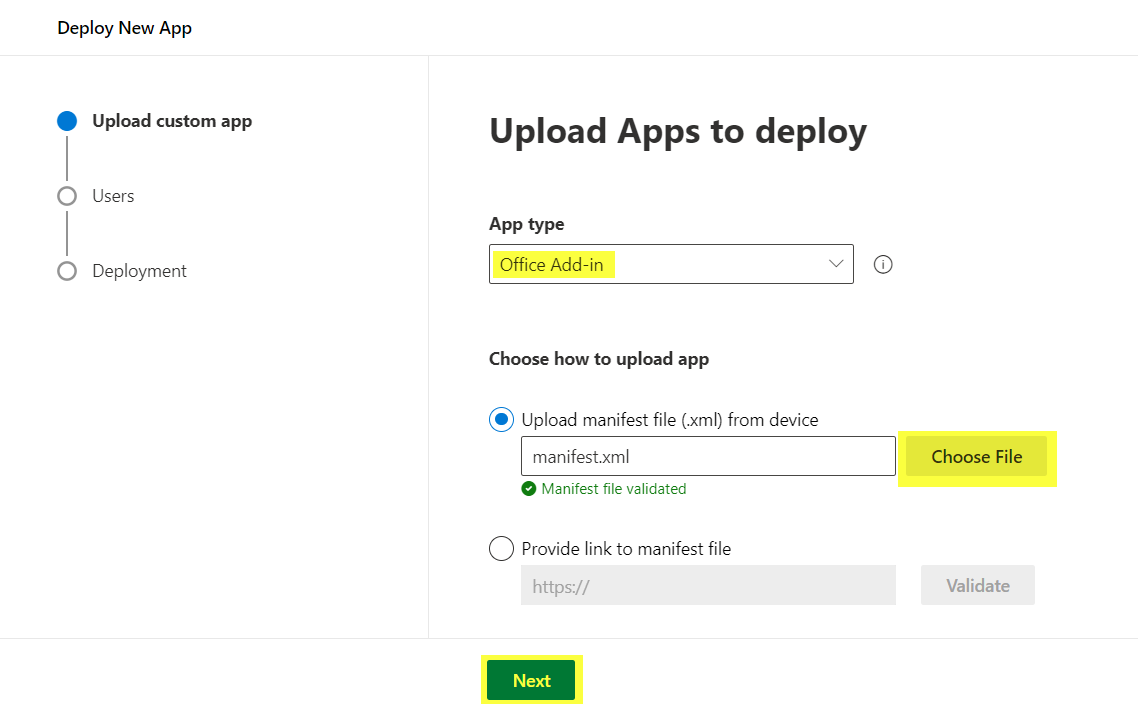 Deploy New App
Upload custom app
Users
Deployment
Upload Apps to deploy
App type
Office Add-in
Choose how to upload app
Upload manifest file (.xml) from device
manifest.xml
Choose File
Manifest file validated
Provide link to manifest file
https://
Validate
Next